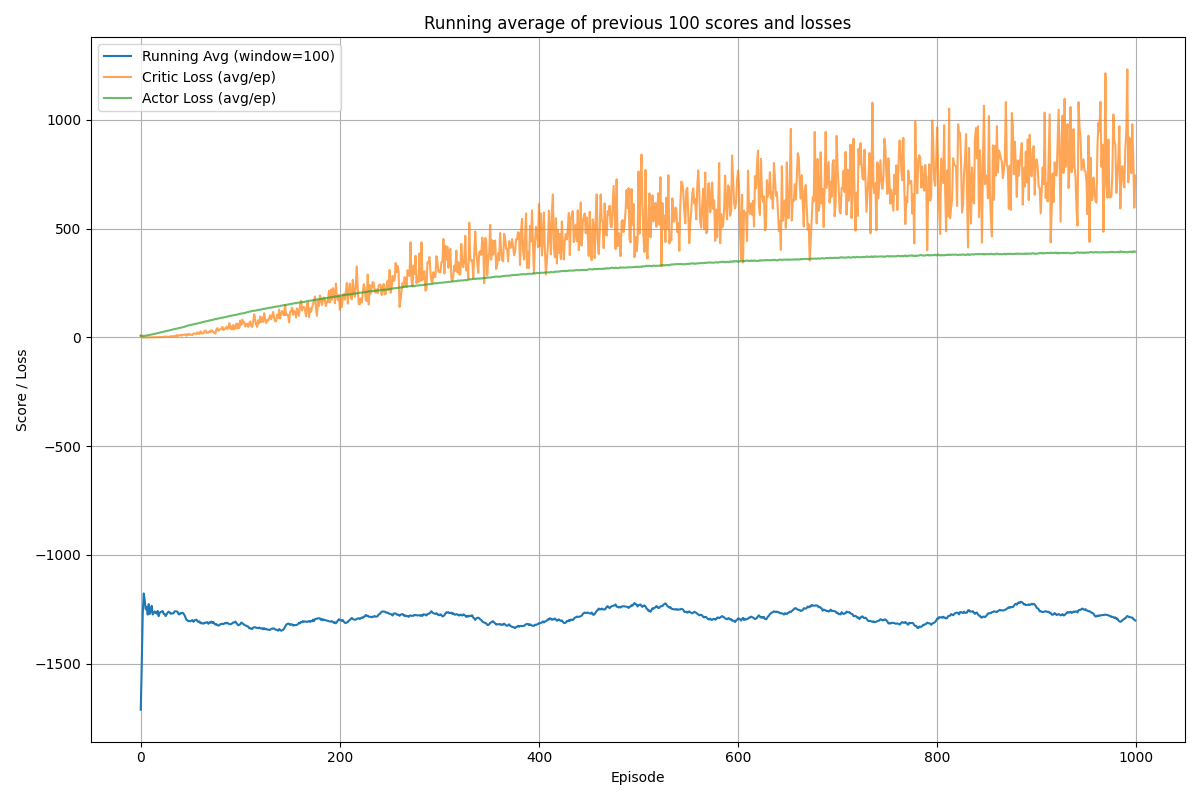 Running average of previous 100 scores and losses
Running Avg (window=100)
Critic Loss (avg/ep)
Actor Loss (avg/ep)
1000
500
0
−500
−1000
−1500
Score / Loss
0 200 400 600 800 1000
Episode